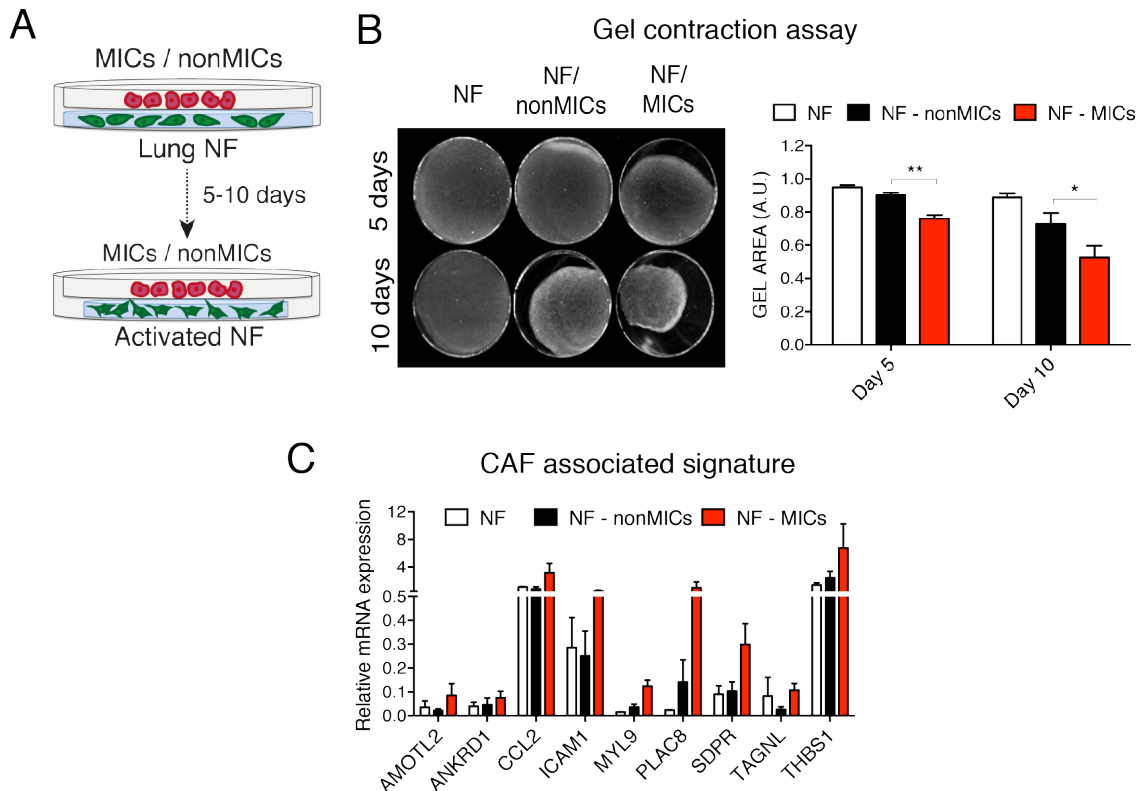 A
MICs / nonMICs
Lung NF
5-10 days
MICs / nonMICs
Activated NF
B
Gel contraction assay
NF
NF/
nonMICs
NF/
MICs
5 days
10 days
NF
NF - nonMICs
NF - MICs
GEL AREA (A.U.)
1.2
1.0
0.8
0.6
0.4
0.2
0.0
**
*
Day 5
Day 10
C
CAF associated signature
NF
NF - nonMICs
NF - MICs
Relative mRNA expression
12
4
0.5
0.4
0.3
0.2
0.1
0.0
AMOTL2
ANKRD1
CCL2
ICAM1
MYL9
PLAC8
SDPR
TAGNL
THBS1